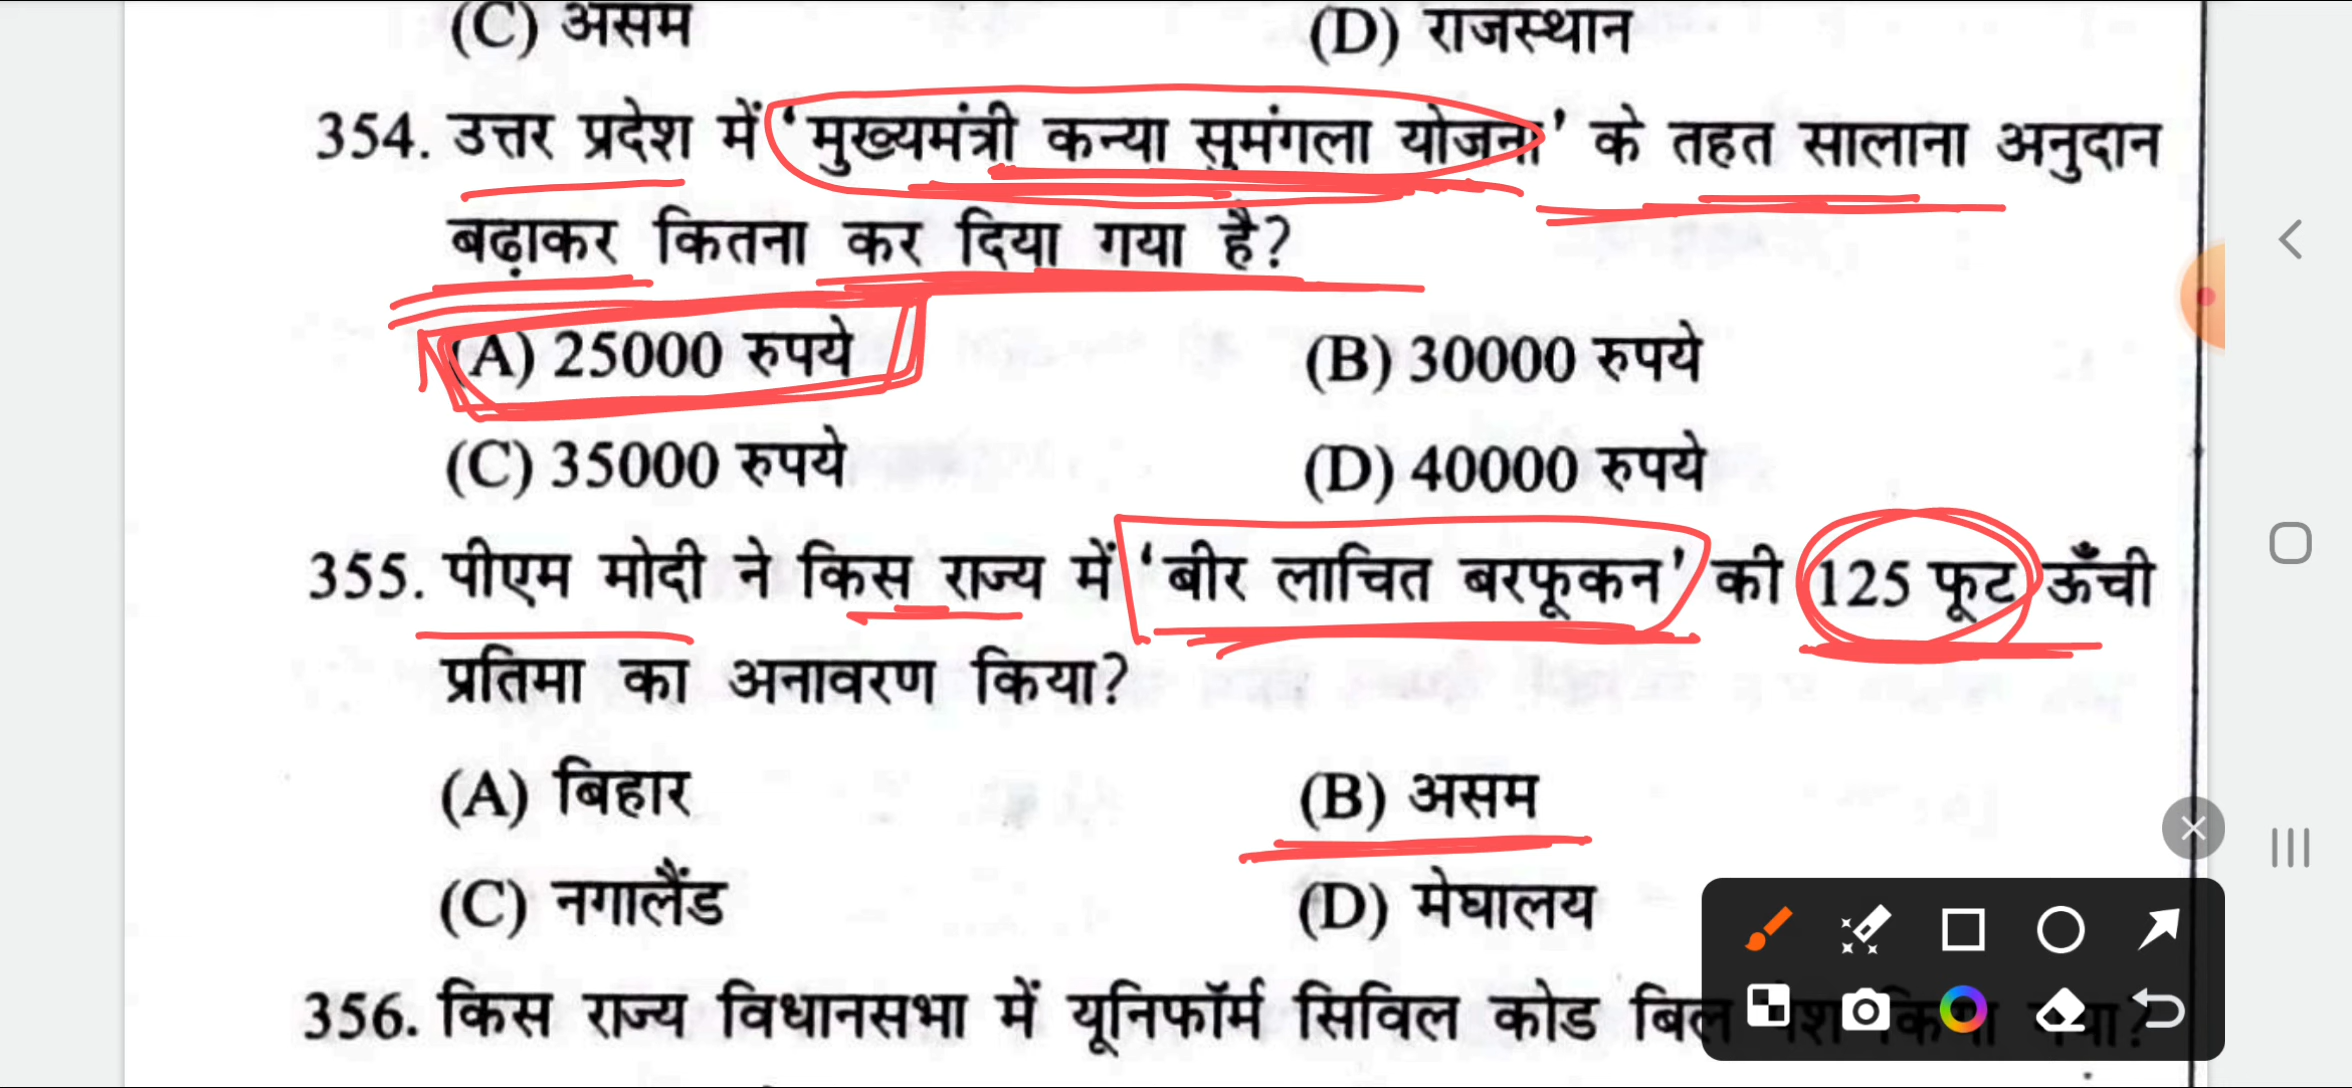 (C) असम (D) राजस्थान
354. उत्तर प्रदेश में 'मुख्यमंत्री कन्या सुमंगला योजना' के तहत सालाना अनुदान
बढ़ाकर कितना कर दिया गया है?
(A) 25000 रुपये (B) 30000 रुपये
(C) 35000 रुपये (D) 40000 रुपये
355. पीएम मोदी ने किस राज्य में 'बीर लाचित बरफूकन' की 125 फूट ऊँची
प्रतिमा का अनावरण किया?
(A) बिहार (B) असम
(C) नगालैंड (D) मेघालय
356. किस राज्य विधानसभा में यूनिफॉर्म सिविल कोड बिल पेश किया गया?